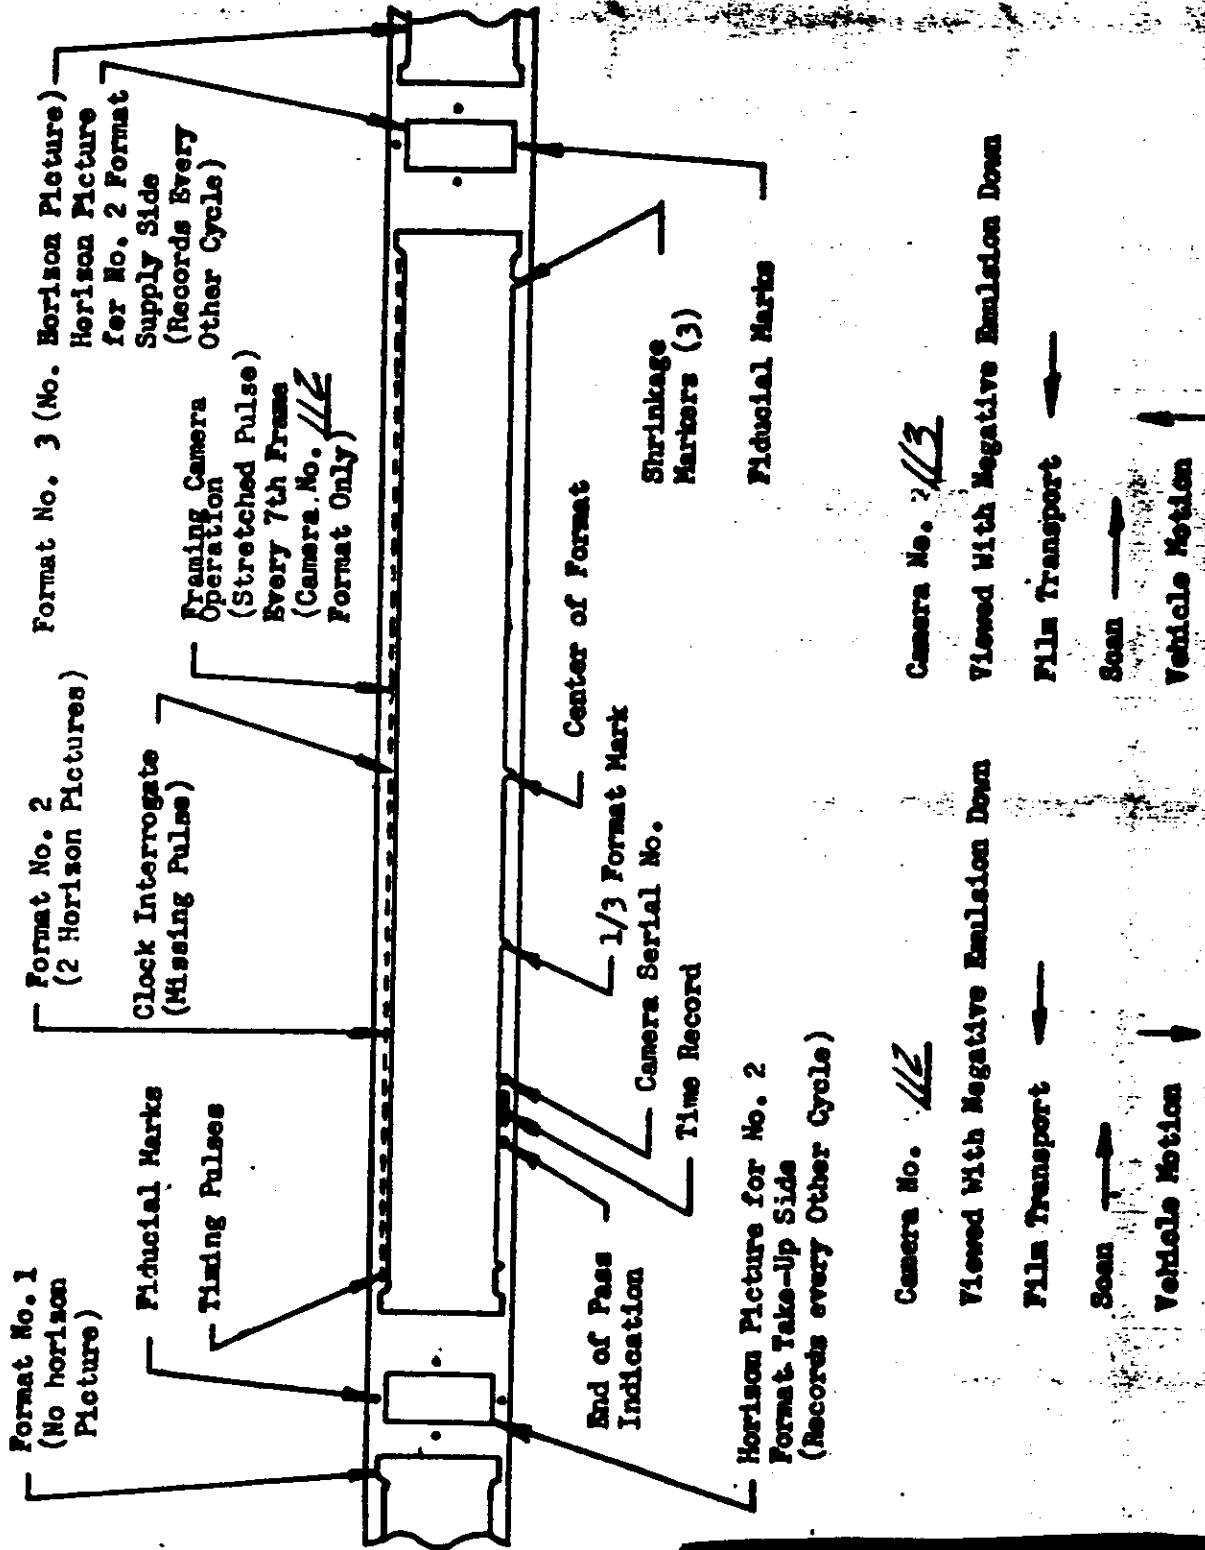 Format No. 1
(No horizon
Picture)
Fiducial Marks
Timing Pulses
Format No. 2
(2 Horizon Pictures)
Clock Interrogate
(Missing Pulse)
Format No. 3 (No. Horizon Picture)
Horizon Picture
for No. 2 Format
Supply Side
(Records Every
Other Cycle)
Framing Camera
Operation
(Stretched Pulse)
Every 7th Frame
(Camera No. 112
Format Only)
End of Pass
Indication
Time Record
Camera Serial No.
1/3 Format Mark
Center of Format
Shrinkage
Markers (3)
Fiducial Marks
Horizon Picture for No. 2
Format Take-Up Side
(Records every Other Cycle)
Camera No. 112
Viewed With Negative Emulsion Down
Film Transport
Scan
Vehicle Motion
Camera No. 113
Viewed With Negative Emulsion Down
Film Transport
Scan
Vehicle Motion